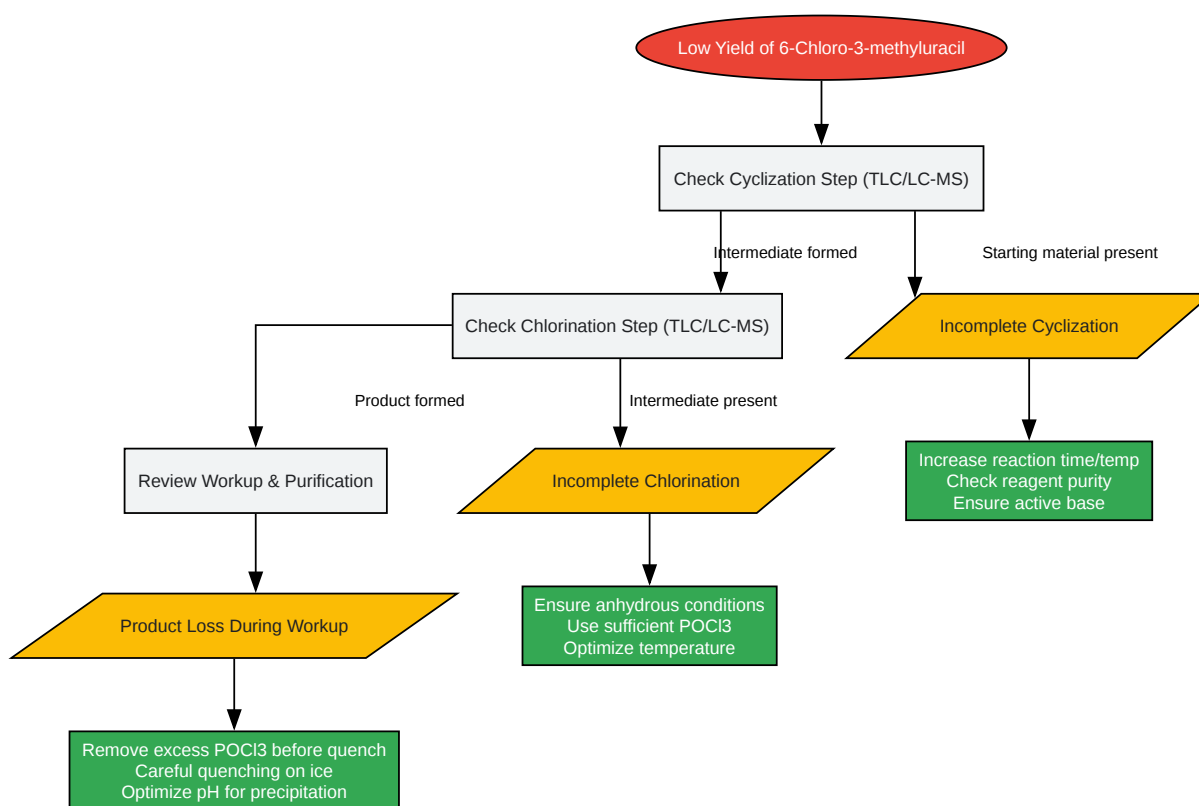 Low Yield of 6-Chloro-3-methyluracil
Check Cyclization Step (TLC/LC-MS)
Intermediate formed
Starting material present
Check Chlorination Step (TLC/LC-MS)
Incomplete Cyclization
Product formed
Intermediate present
Review Workup & Purification
Incomplete Chlorination
Increase reaction time/temp
Check reagent purity
Ensure active base
Product Loss During Workup
Ensure anhydrous conditions
Use sufficient POCl3
Optimize temperature
Remove excess POCl3 before quench
Careful quenching on ice
Optimize pH for precipitation